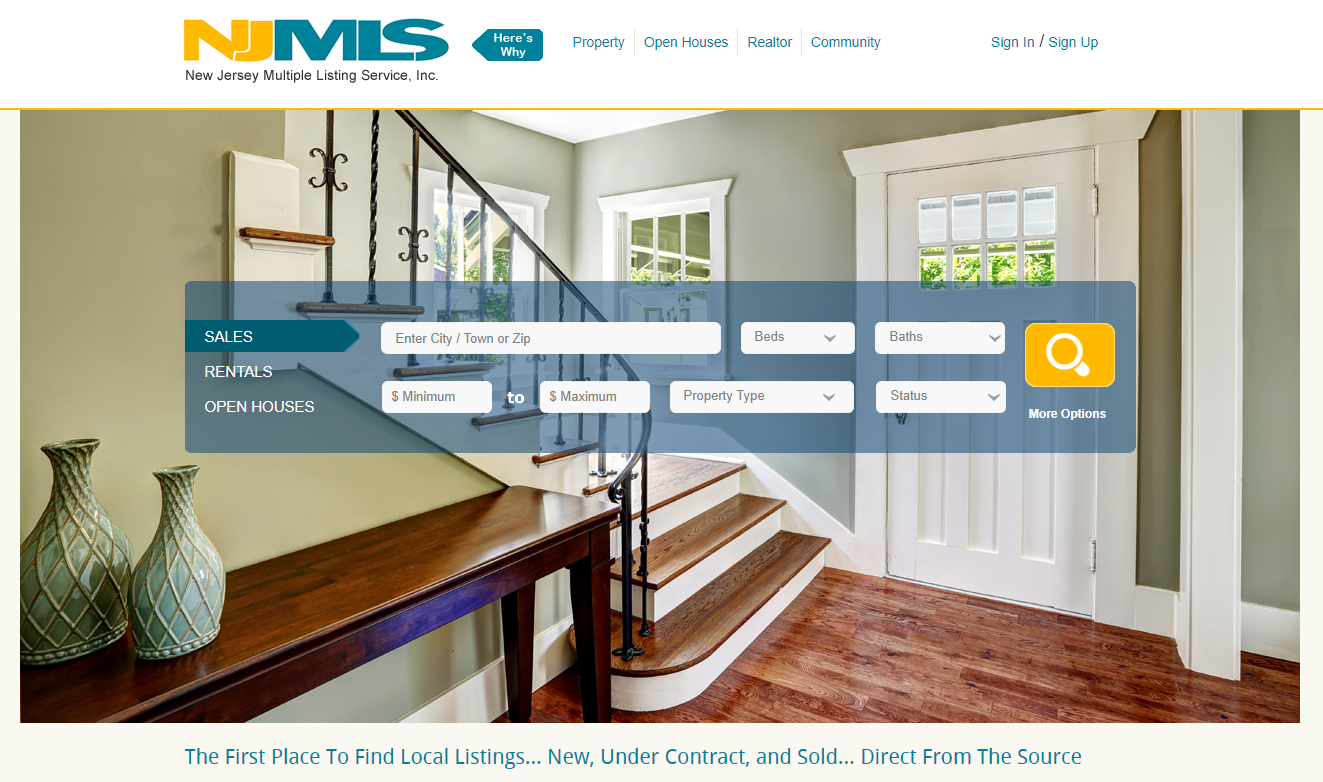 NJMLS
New Jersey Multiple Listing Service, Inc.
Here's
Why
Property
Open Houses
Realtor
Community
Sign In / Sign Up
SALES
RENTALS
OPEN HOUSES
Enter City / Town or Zip
Beds
Baths
$ Minimum
to
$ Maximum
Property Type
Status
More Options
The First Place To Find Local Listings... New, Under Contract, and Sold... Direct From The Source